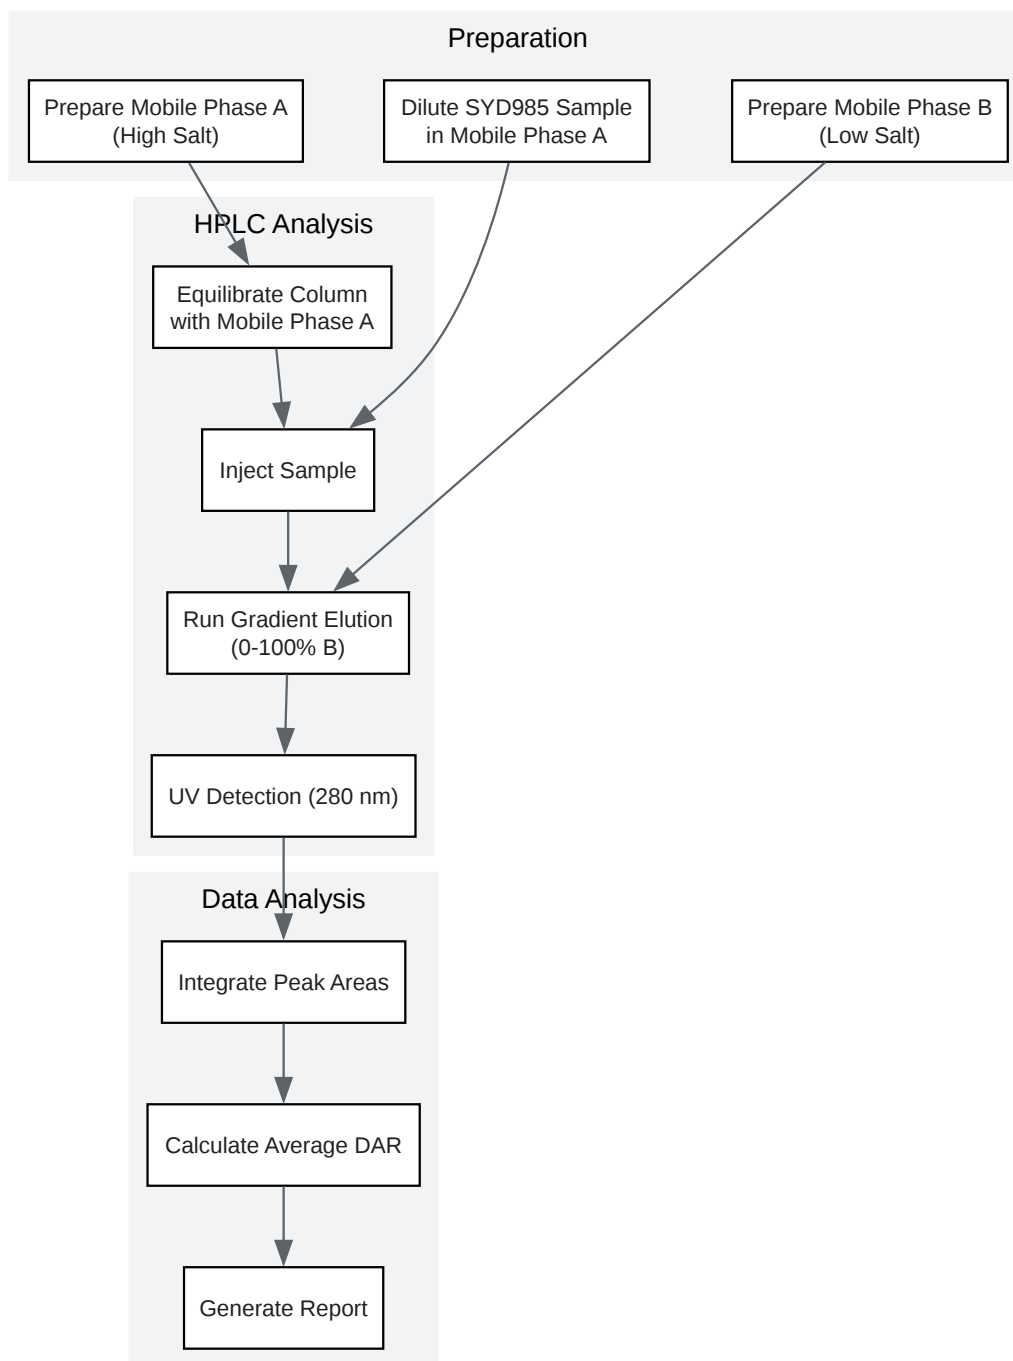 Preparation
Prepare Mobile Phase A
(High Salt)
Dilute SYD985 Sample
in Mobile Phase A
Prepare Mobile Phase B
(Low Salt)
HPLC Analysis
Equilibrate Column
with Mobile Phase A
Inject Sample
Run Gradient Elution
(0-100% B)
UV Detection (280 nm)
Data Analysis
Integrate Peak Areas
Calculate Average DAR
Generate Report